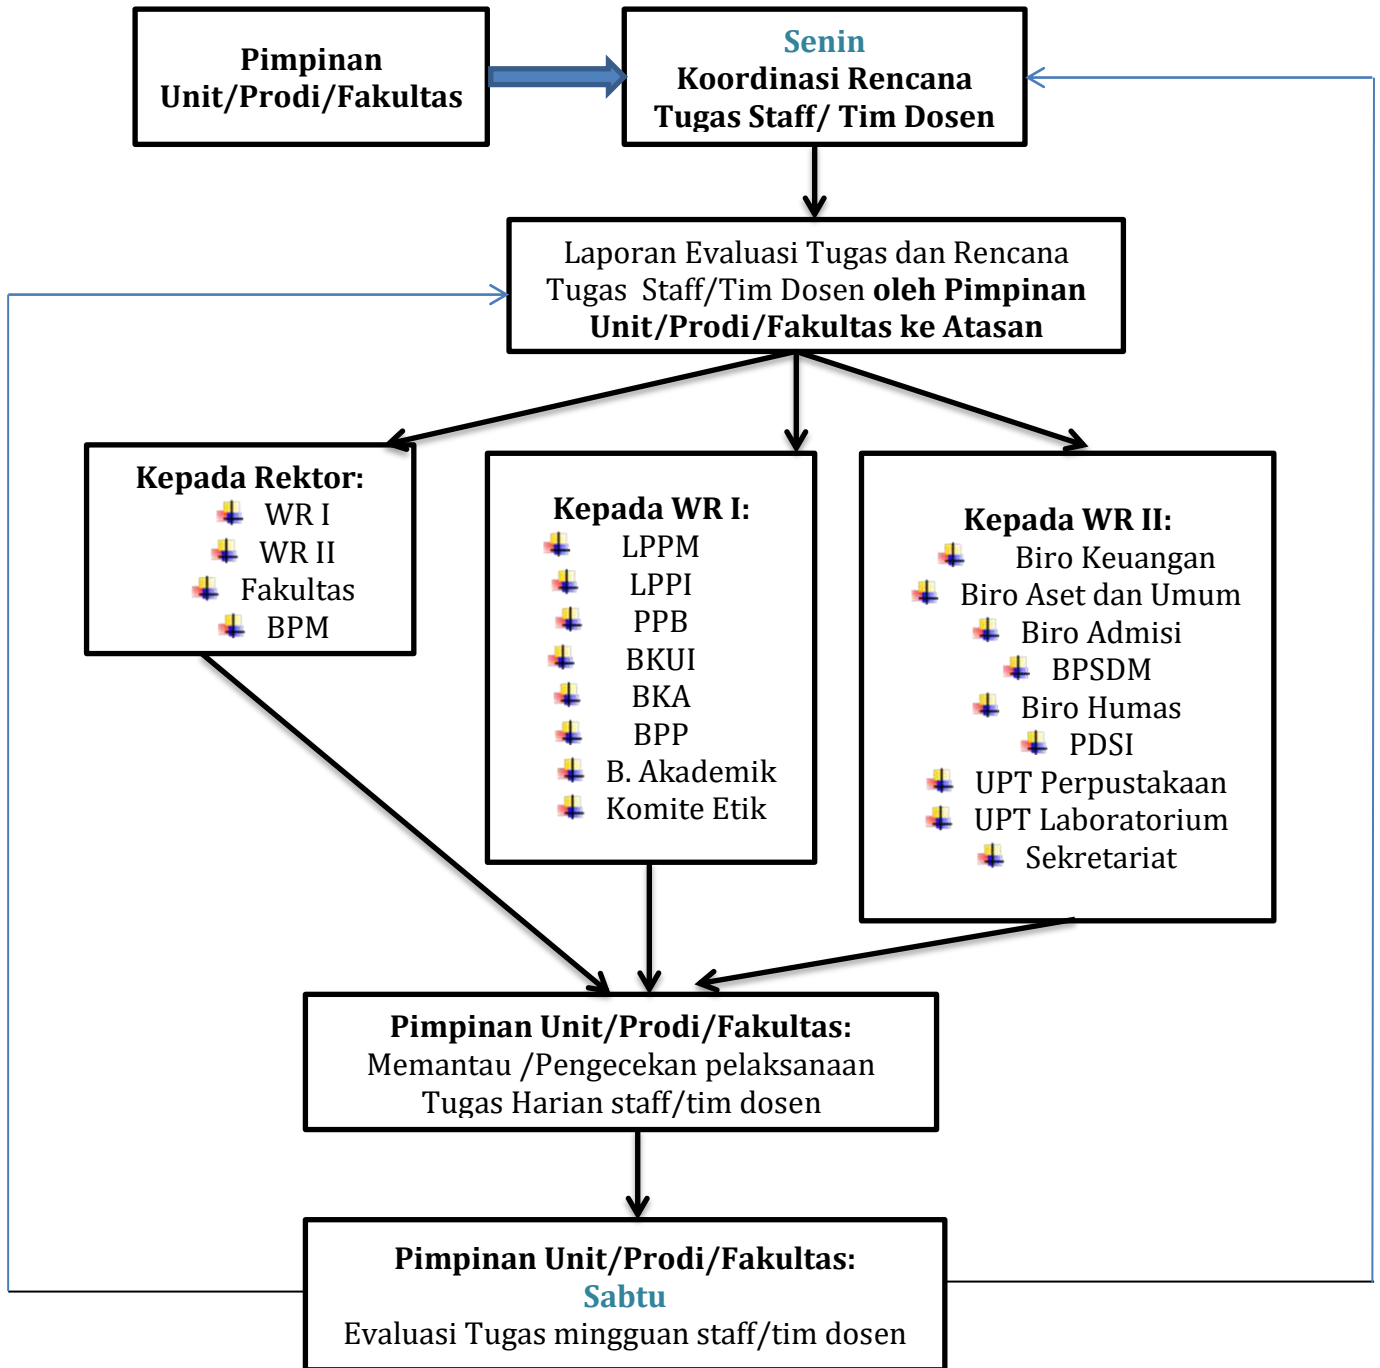 Pimpinan
Unit/Prodi/Fakultas
Senin
Koordinasi Rencana
Tugas Staff/ Tim Dosen
Laporan Evaluasi Tugas dan Rencana
Tugas Staff/Tim Dosen oleh Pimpinan
Unit/Prodi/Fakultas ke Atasan
Kepada Rektor:
WR I
WR II
Fakultas
BPM
Kepada WR I:
LPPM
LPPI
PPB
BKUI
BKA
BPP
B. Akademik
Komite Etik
Kepada WR II:
Biro Keuangan
Biro Aset dan Umum
Biro Admisi
BPSDM
Biro Humas
PDSI
UPT Perpustakaan
UPT Laboratorium
Sekretariat
Pimpinan Unit/Prodi/Fakultas:
Memantau /Pengecekan pelaksanaan
Tugas Harian staff/tim dosen
Pimpinan Unit/Prodi/Fakultas:
Sabtu
Evaluasi Tugas mingguan staff/tim dosen